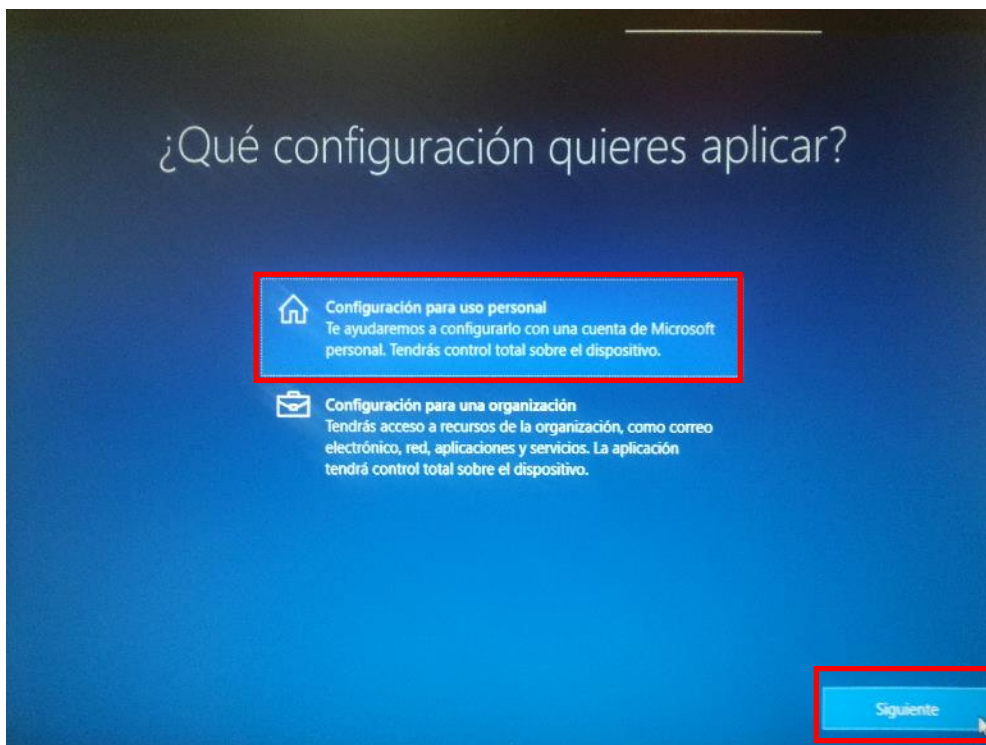 ¿Qué configuración quieres aplicar?
Configuración para uso personal
Te ayudaremos a configurarlo con una cuenta de Microsoft
personal. Tendrás control total sobre el dispositivo.
Configuración para una organización
Tendrás acceso a recursos de la organización, como correo
electrónico, red, aplicaciones y servicios. La aplicación
tendrá control total sobre el dispositivo.
Siguiente